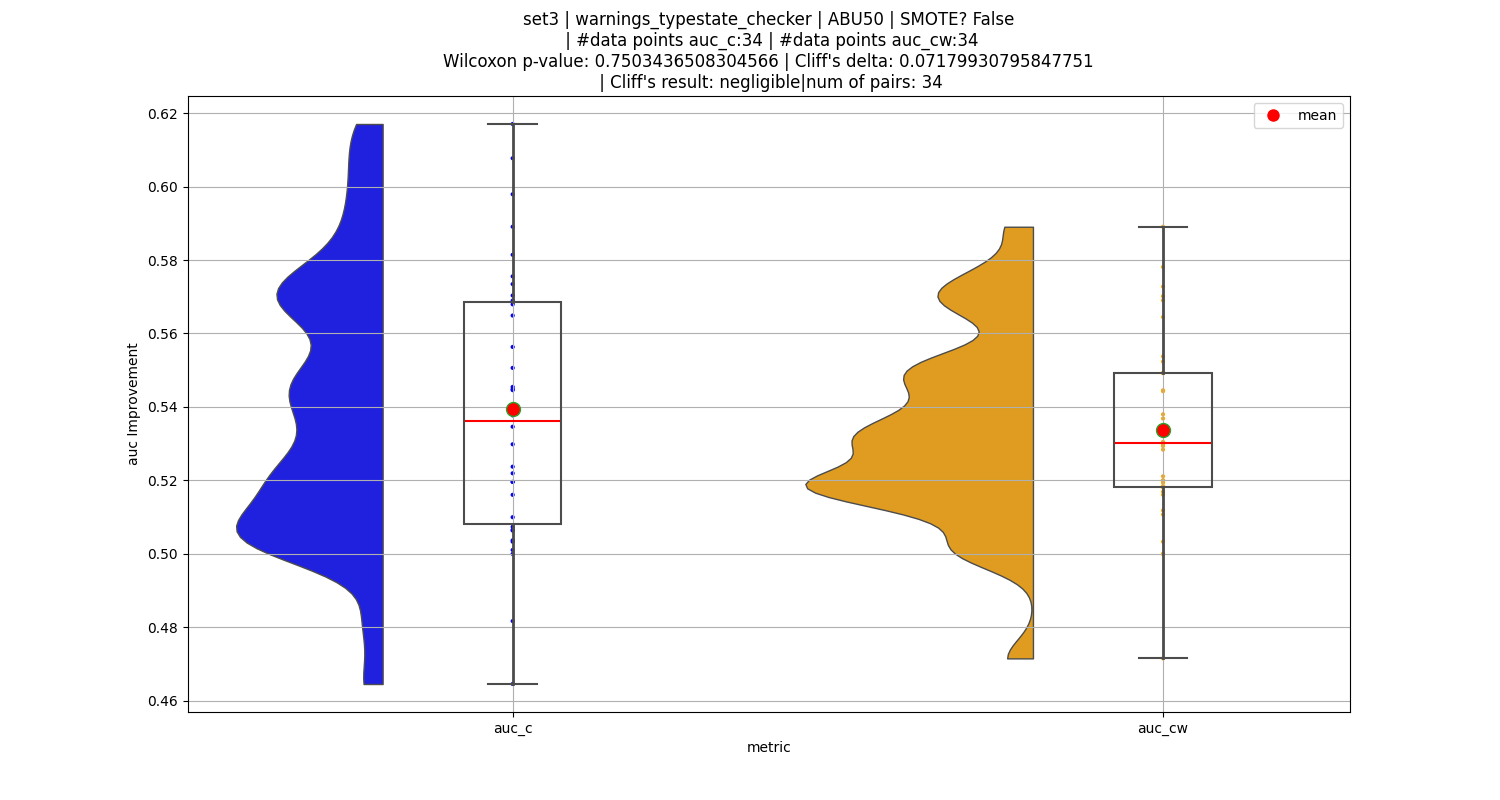 set3 | warnings_typestate_checker | ABU50 | SMOTE? False
| #data points auc_c:34 | #data points auc_cw:34
Wilcoxon p-value: 0.7503436508304566 | Cliff's delta: 0.07179930795847751
| Cliff's result: negligible|num of pairs: 34
mean
0.62
0.60
0.58
0.56
0.54
0.52
0.50
0.48
0.46
auc Improvement
auc_c
auc_cw
metric